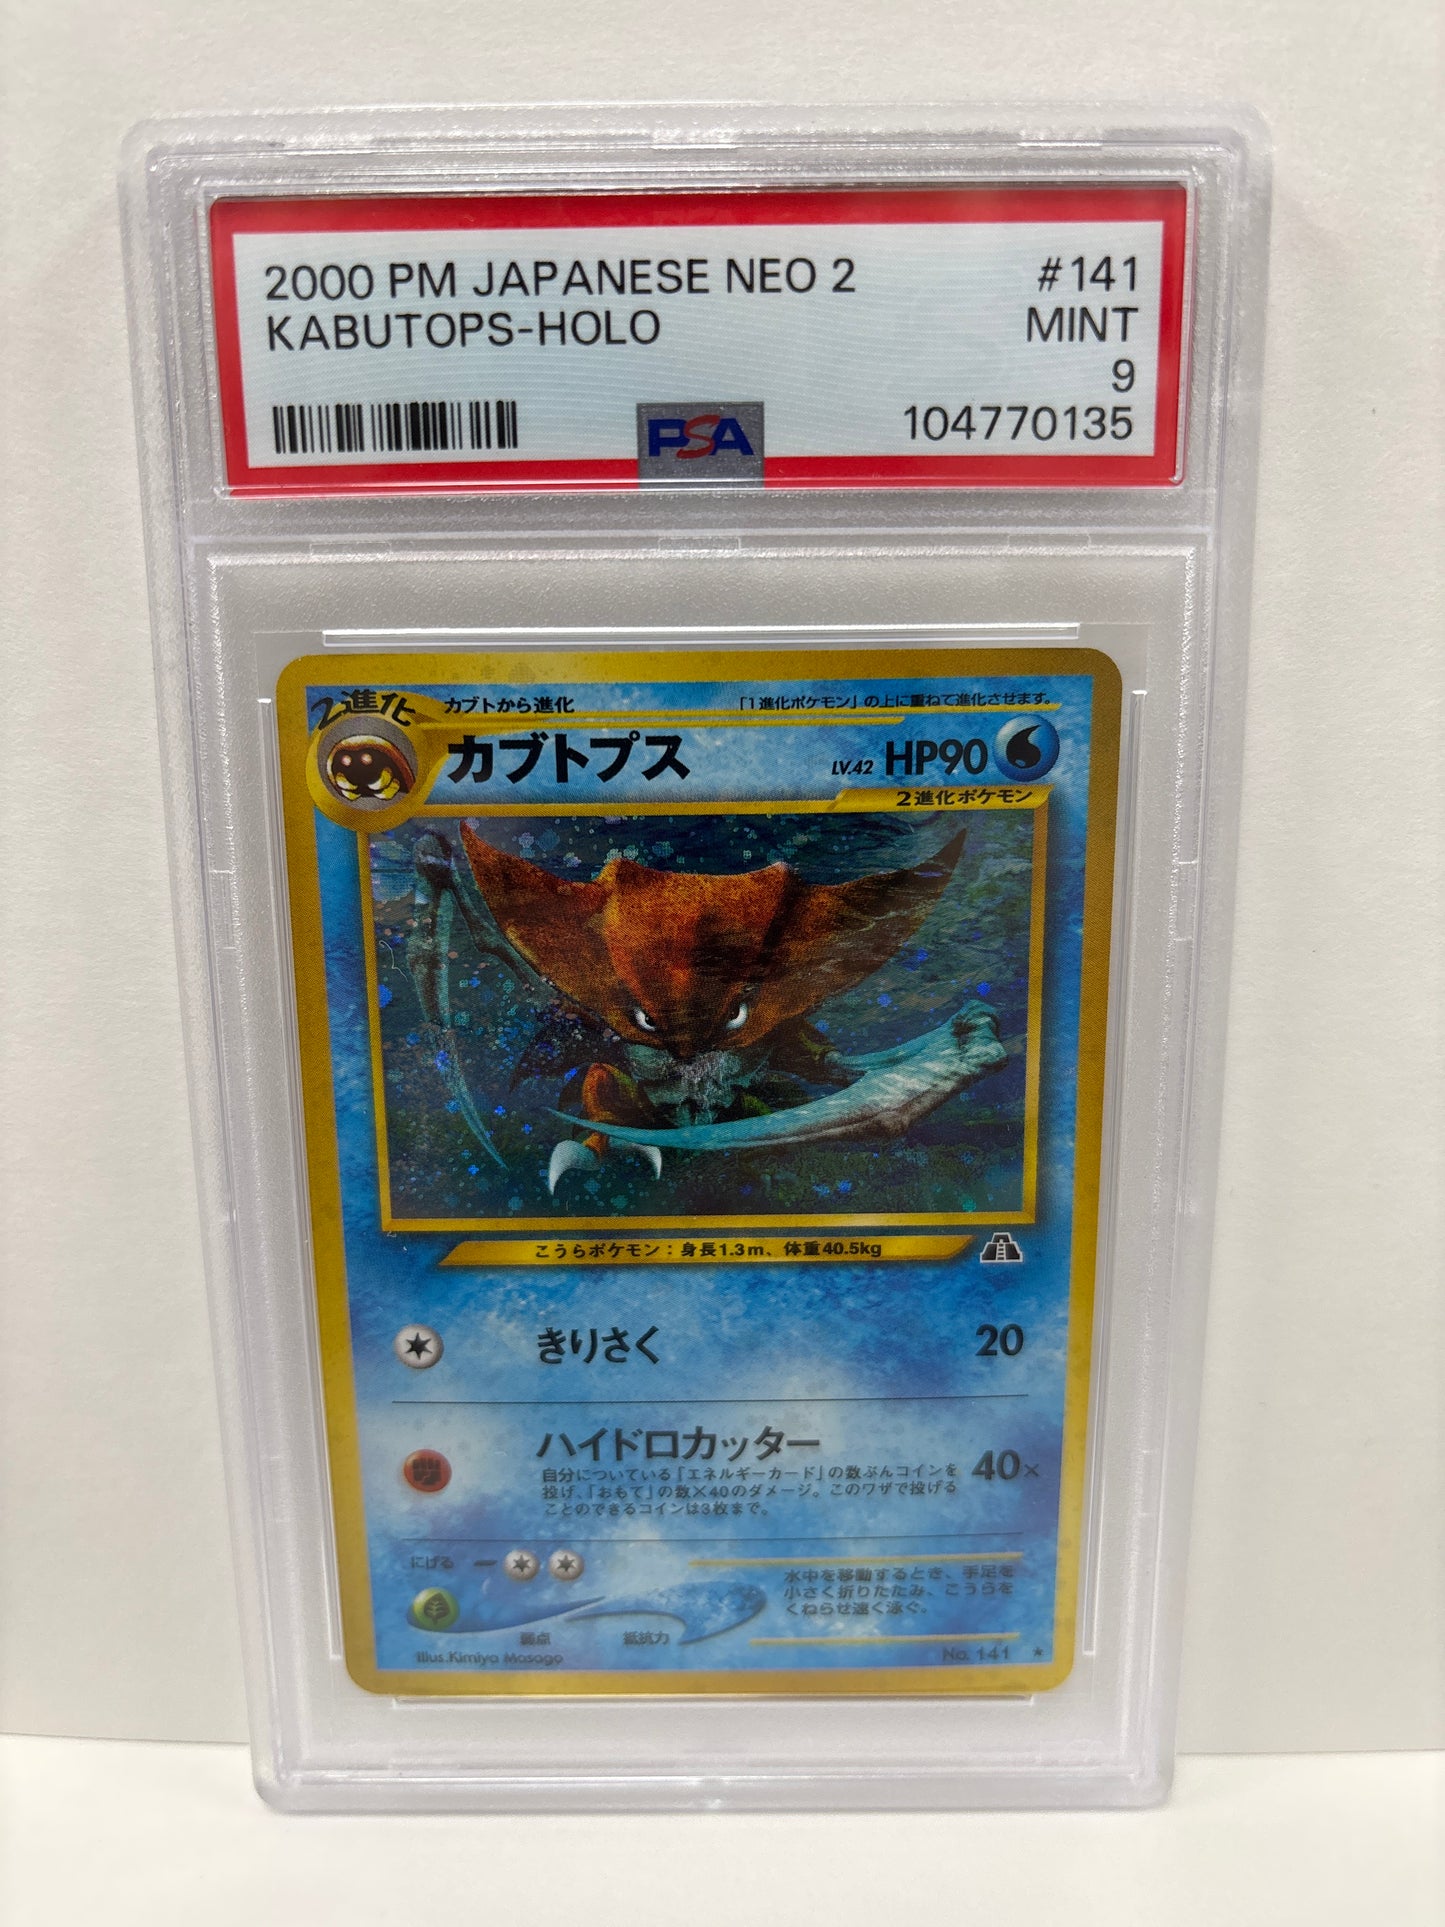 2000 PM JAPANESE NEO 2 #141
KABUTOPS-HOLO MINT
9
PSA 104770135
2進化
カブトから進化
「1進化ポケモン」の上に重ねて進化させます。
カブトプス LV.42 HP90
2進化ポケモン
こうらポケモン：身長1.3m、体重40.5kg
きりさく 20
ハイドロカッター 40×
自分についている「エネルギーカード」の数ぶんコインを
投げ、「おもて」の数×40のダメージ。このワザで投げる
ことのできるコインは3枚まで。
にげる
水中を移動するとき、手足を
小さく折りたたみ、こうらを
くねらせ速く泳ぐ。
弱点 抵抗力
Illus.Kimiya Masago No. 141 ★